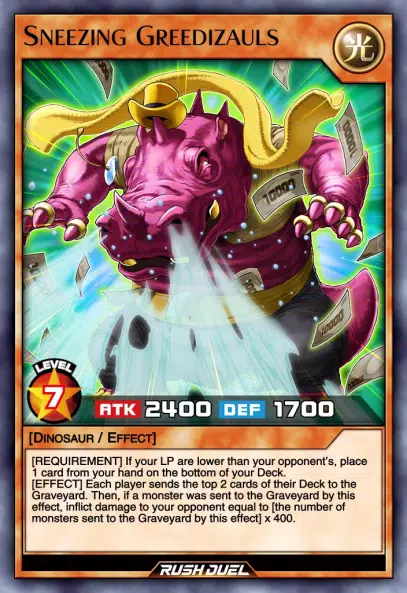 Sneezing Greedizauls
光
10000
10000
10000
LEVEL
7
ATK 2400 DEF 1700
[Dinosaur / Effect]
[REQUIREMENT] If your LP are lower than your opponent's, place
1 card from your hand on the bottom of your Deck.
[EFFECT] Each player sends the top 2 cards of their Deck to the
Graveyard. Then, if a monster was sent to the Graveyard by this
effect, inflict damage to your opponent equal to [the number of
monsters sent to the Graveyard by this effect] x 400.
RUSH DUEL